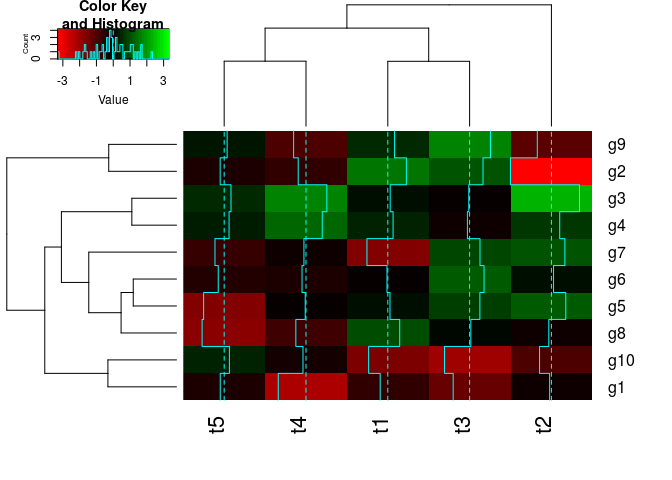 Color Key
and Histogram
Count
0 3
-3 -1 1 3
Value
g9
g2
g3
g4
g7
g6
g5
g8
g10
g1
t5 t4 t1 t3 t2